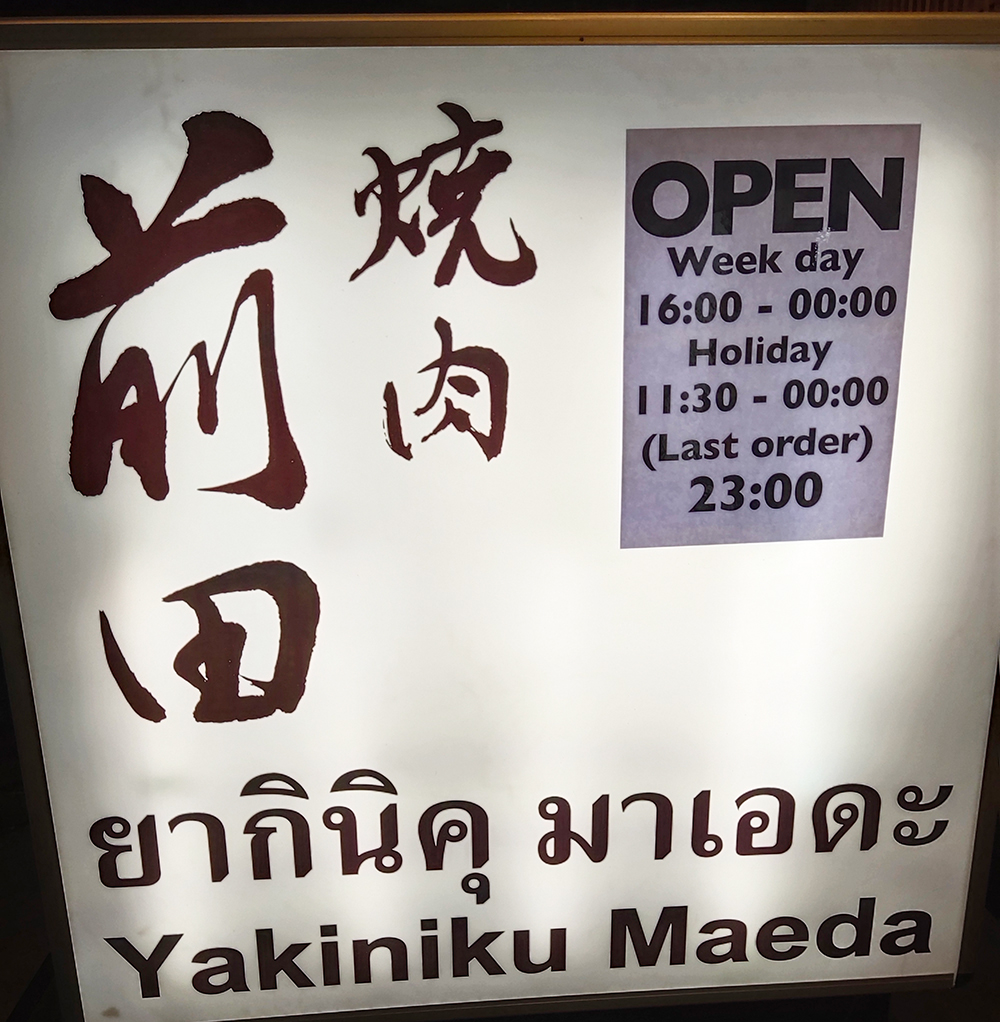 焼肉
前田
OPEN
Week day
16:00 - 00:00
Holiday
11:30 - 00:00
(Last order)
23:00
ยากินิคุ มาเอดะ
Yakiniku Maeda